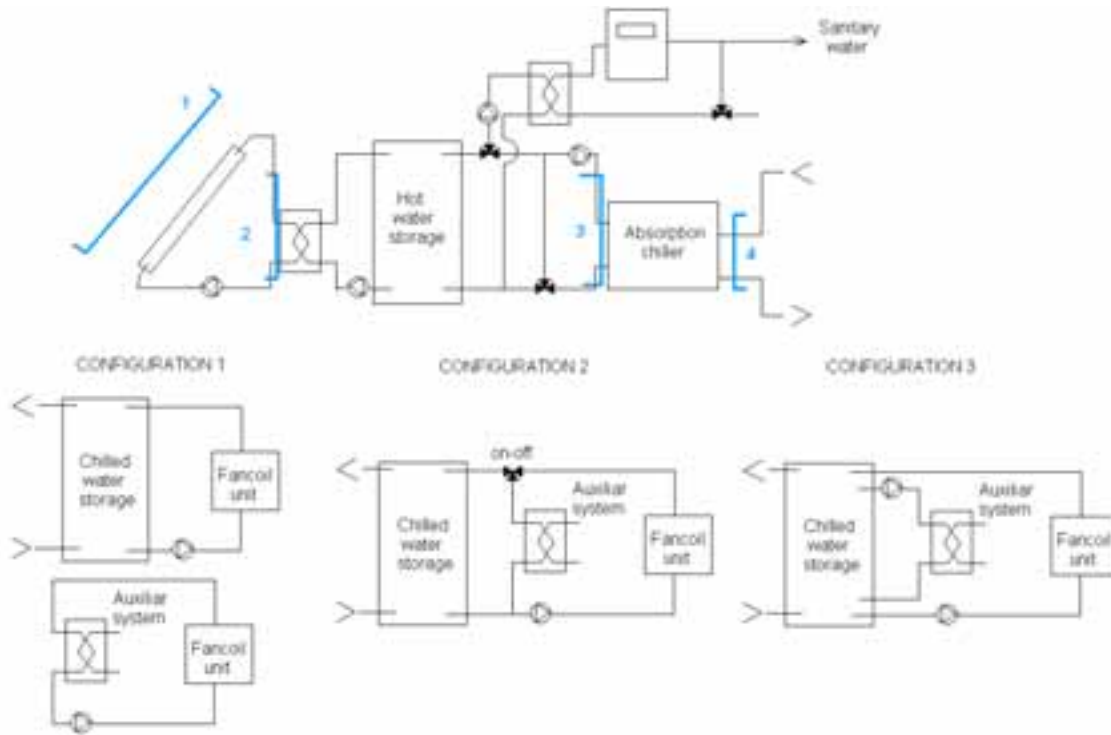 Sanitary
water
1
2
Hot
water
storage
3
Absorption
chiller
4
CONFIGURATION 1
CONFIGURATION 2
CONFIGURATION 3
Chilled
water
storage
Fancoil
unit
Auxiliar
system
Fancoil
unit
on-off
Chilled
water
storage
Auxiliar
system
Fancoil
unit
Chilled
water
storage
Auxiliar
system
Fancoil
unit